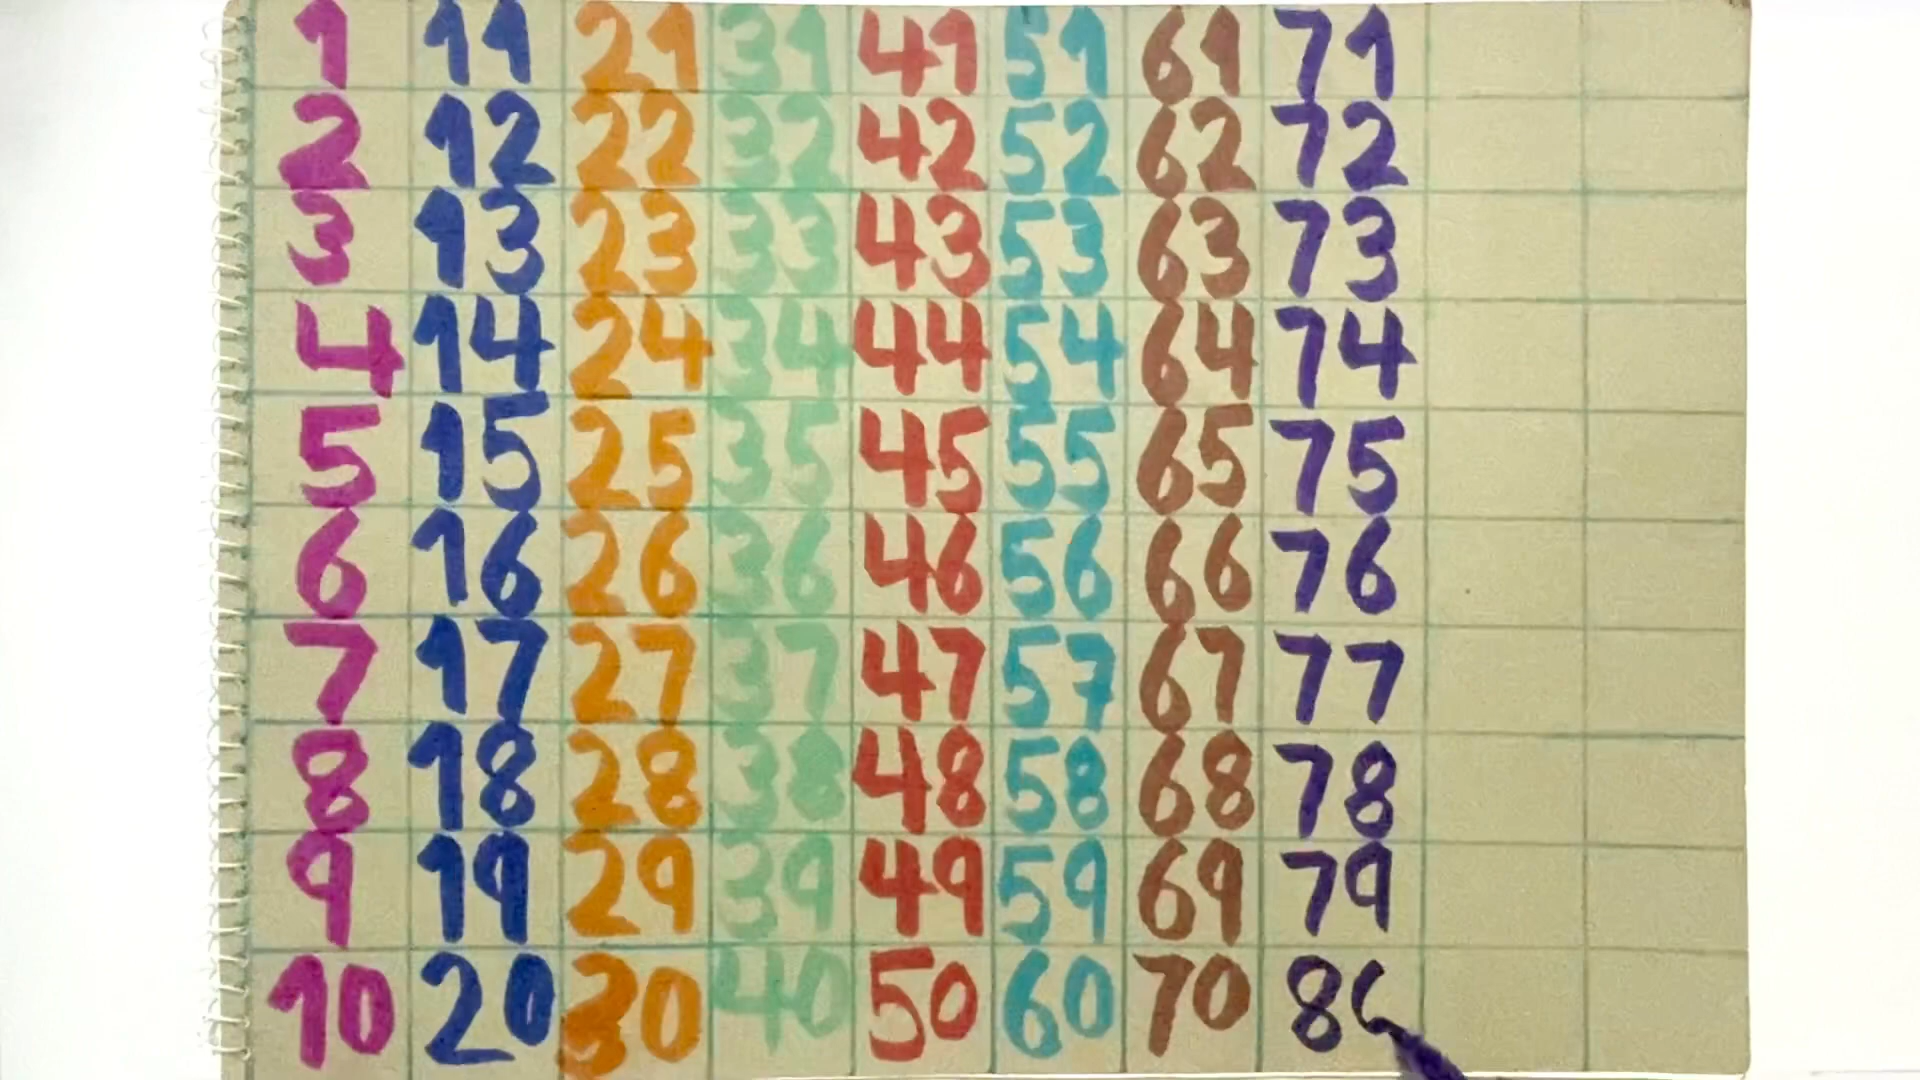 1 11 21 31 41 51 61 71
2 12 22 32 42 52 62 72
3 13 23 33 43 53 63 73
4 14 24 34 44 54 64 74
5 15 25 35 45 55 65 75
6 16 26 36 46 56 66 76
7 17 27 37 47 57 67 77
8 18 28 38 48 58 68 78
9 19 29 39 49 59 69 79
10 20 30 40 50 60 70 8